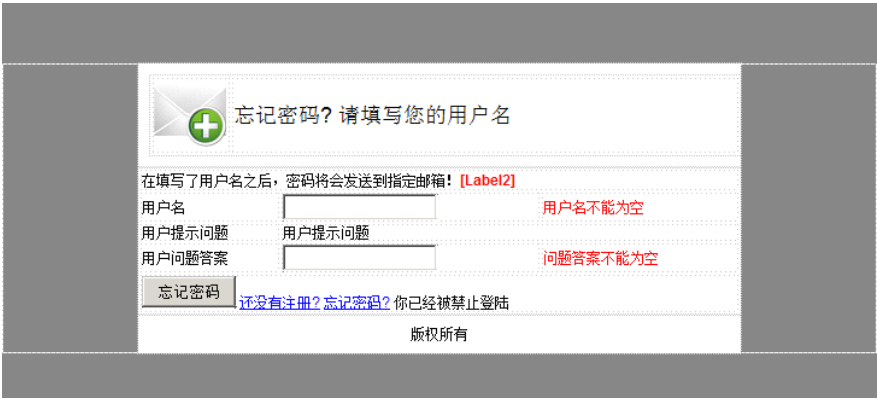 忘记密码? 请填写您的用户名
在填写了用户名之后，密码将会发送到指定邮箱！[Label2]
用户名 用户名不能为空
用户提示问题 用户提示问题
用户问题答案 问题答案不能为空
忘记密码 还没有注册? 忘记密码? 你已经被禁止登陆
版权所有